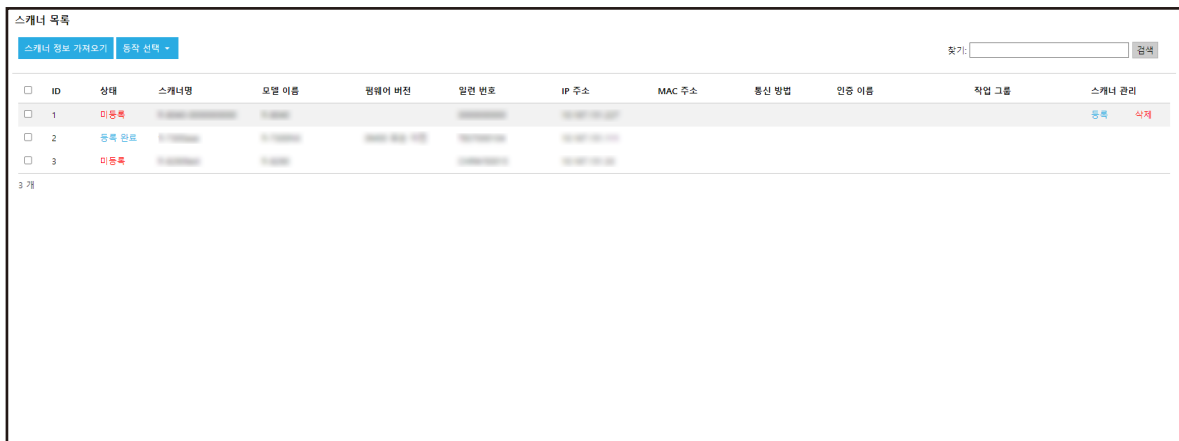 스캐너 목록
스캐너 정보 가져오기 동작 선택 찾기: 검색
ID 상태 스캐너명 모델 이름 펌웨어 버전 일련 번호 IP 주소 MAC 주소 통신 방법 인증 이름 작업 그룹 스캐너 관리
1 미등록 등록 삭제
2 등록 완료
3 미등록
3 개